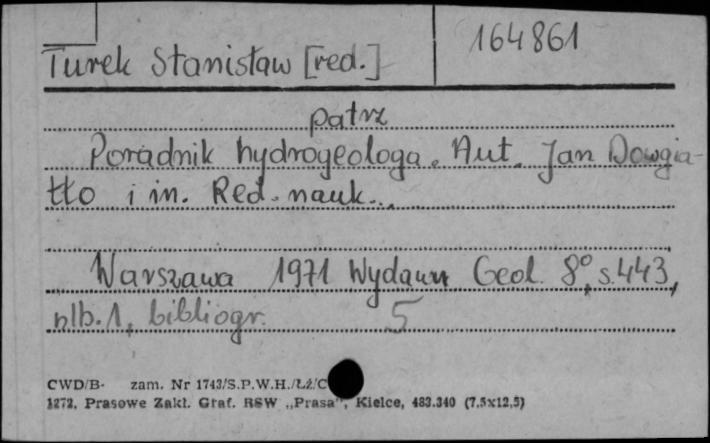 Turek Stanisław [red.] 164861
patrz
Poradnik hydrogeologa. Aut. Jan Dowgia-
łło i in. Red. nauk...
Warszawa 1971 Wydawn Geol. 8°, s. 443,
nlb. 1, bibliogr. 5
CWD/B- zam. Nr 1743/S.P.W.H./Łż/C
1272, Prasowe Zakł. Graf. RSW „Prasa”, Kielce, 483.340 (7,5x12,5)